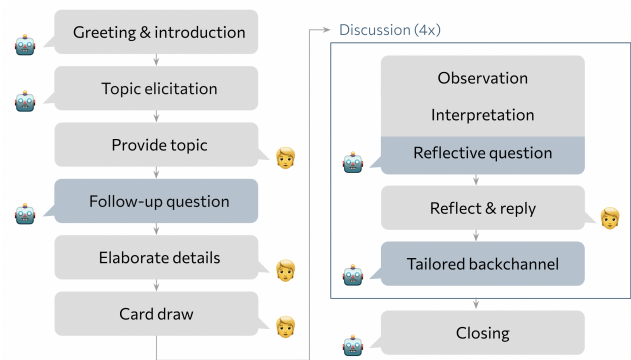 Greeting & introduction
Topic elicitation
Provide topic
Follow-up question
Elaborate details
Card draw
Discussion (4x)
Observation
Interpretation
Reflective question
Reflect & reply
Tailored backchannel
Closing